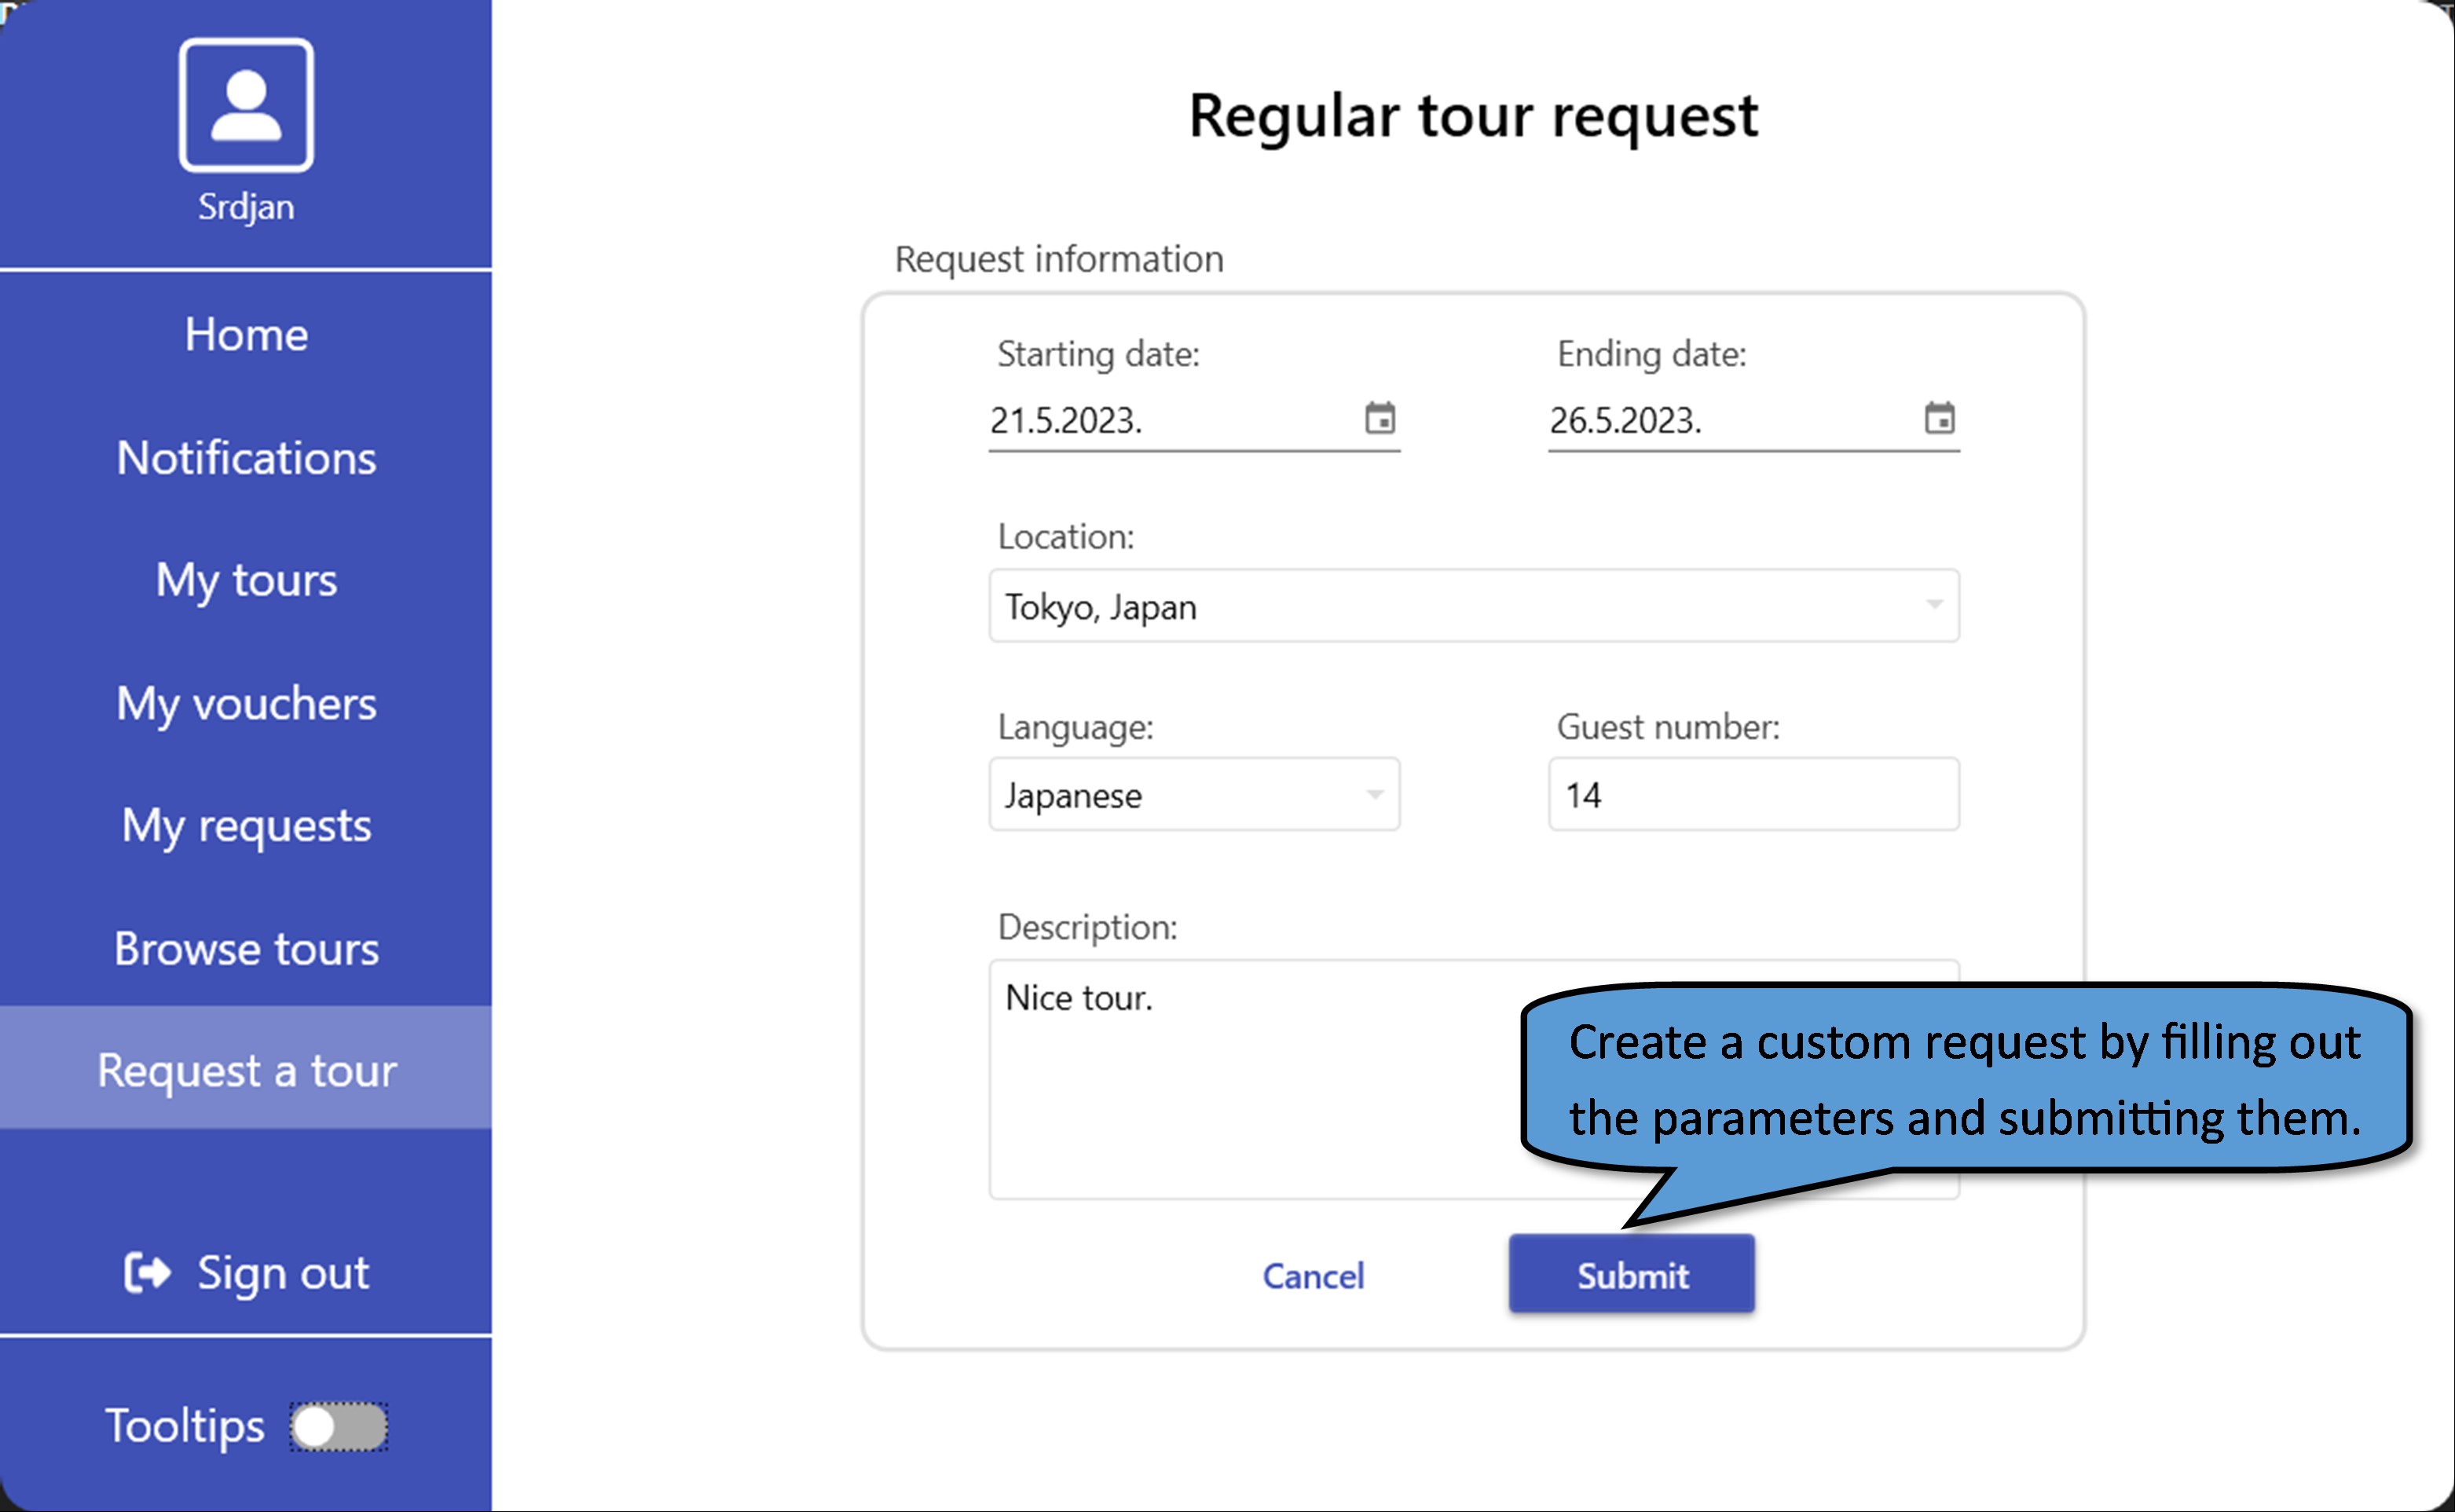 Srdjan
Home
Notifications
My tours
My vouchers
My requests
Browse tours
Request a tour
Sign out
Tooltips
Regular tour request
Request information
Starting date:
Ending date:
21.5.2023.
26.5.2023.
Location:
Tokyo, Japan
Language:
Guest number:
Japanese
14
Description:
Nice tour.
Create a custom request by filling out
the parameters and submitting them.
Cancel
Submit